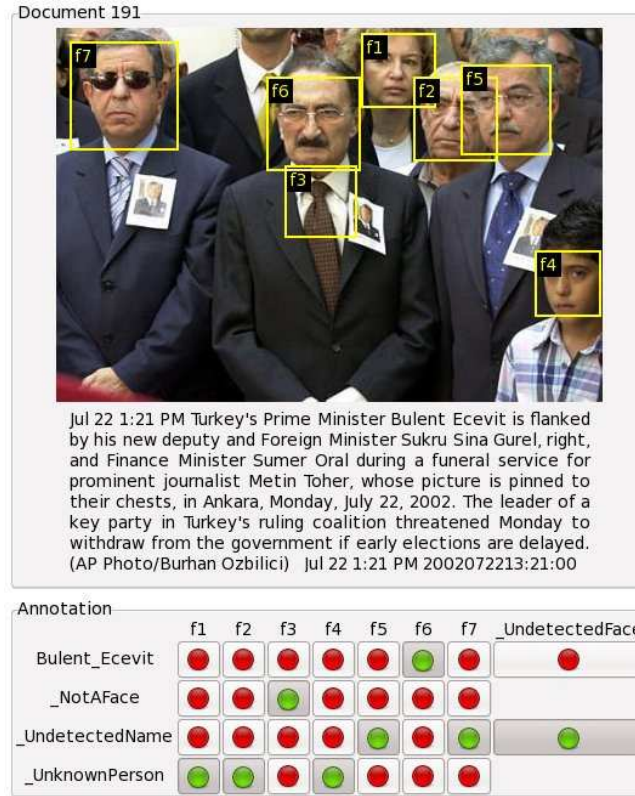 Document 191
f7
f1
f6
f2
f5
f3
f4
Jul 22 1:21 PM Turkey's Prime Minister Bulent Ecevit is flanked
by his new deputy and Foreign Minister Sukru Sina Gurel, right,
and Finance Minister Sumer Oral during a funeral service for
prominent journalist Metin Toher, whose picture is pinned to
their chests, in Ankara, Monday, July 22, 2002. The leader of a
key party in Turkey's ruling coalition threatened Monday to
withdraw from the government if early elections are delayed.
(AP Photo/Burhan Ozbilici) Jul 22 1:21 PM 2002072213:21:00
Annotation
f1 f2 f3 f4 f5 f6 f7 _UndetectedFace
Bulent_Ecevit
_NotAFace
_UndetectedName
_UnknownPerson